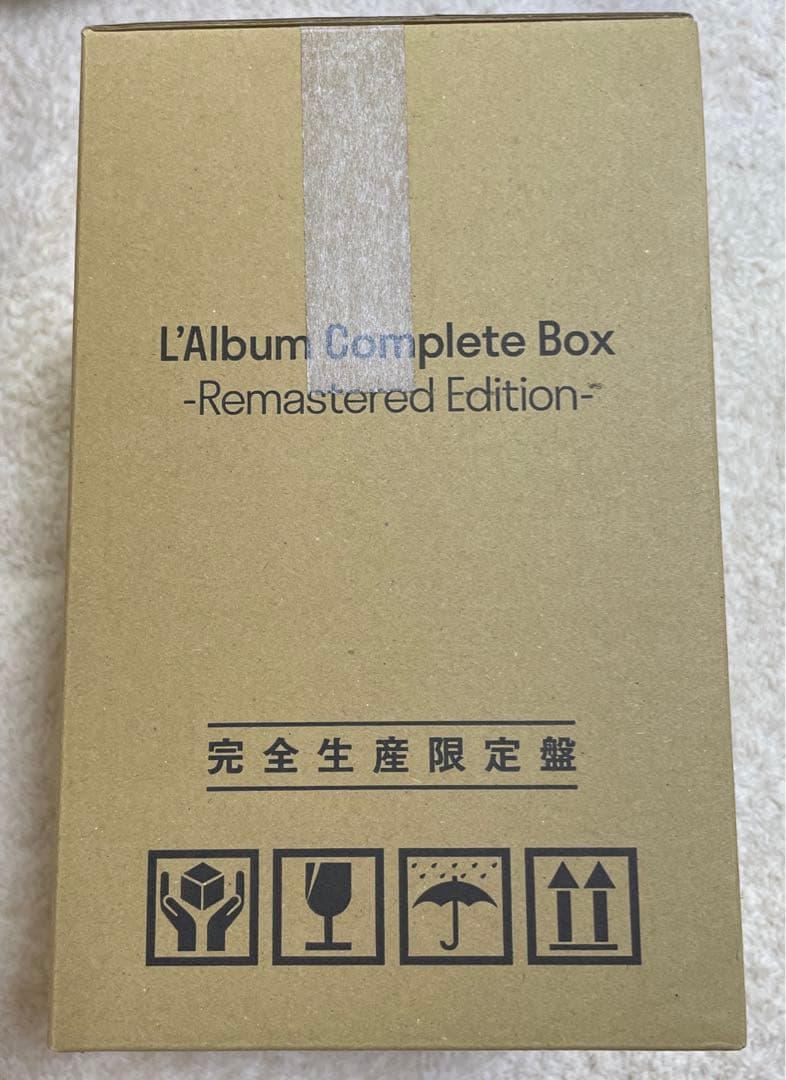 L'Album Complete Box
-Remastered Edition-
完全生産限定盤